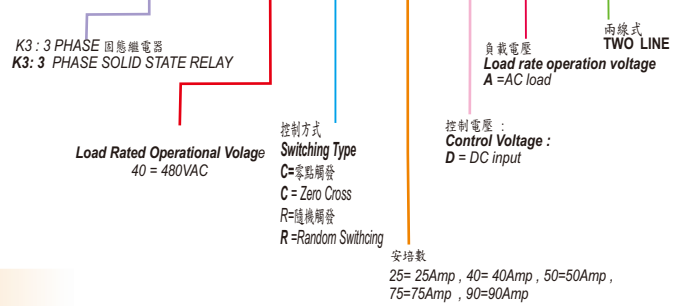 K3 : 3 PHASE 固態繼電器
K3: 3 PHASE SOLID STATE RELAY
Load Rated Operational Volage
40 = 480VAC
控制方式
Switching Type
C=零點觸發
C = Zero Cross
R=隨機觸發
R =Random Swithcing
安培數
25= 25Amp , 40= 40Amp , 50=50Amp ,
75=75Amp , 90=90Amp
控制電壓 :
Control Voltage :
D = DC input
負載電壓
Load rate operation voltage
A =AC load
兩線式
TWO LINE